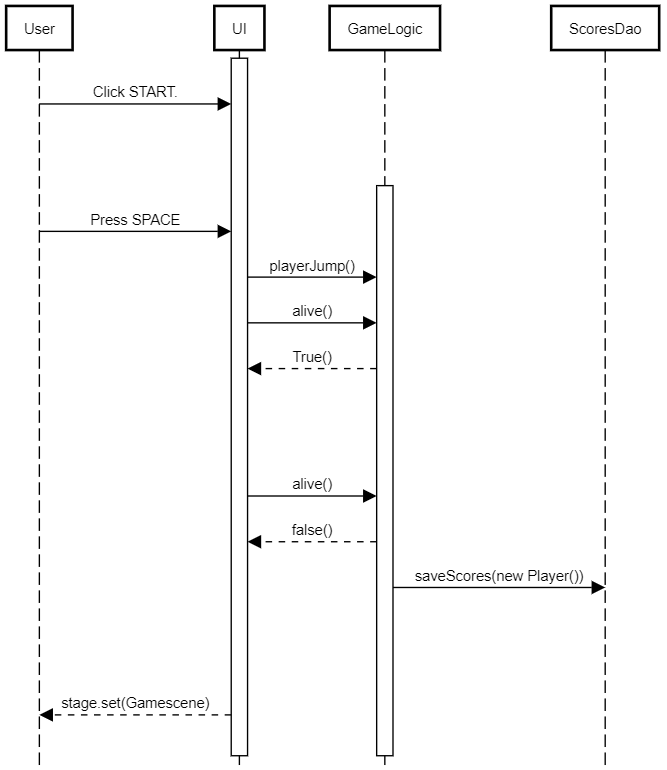 User
UI
GameLogic
ScoresDao
Click START.
Press SPACE
playerJump()
alive()
True()
alive()
false()
saveScores(new Player())
stage.set(Gamescene)